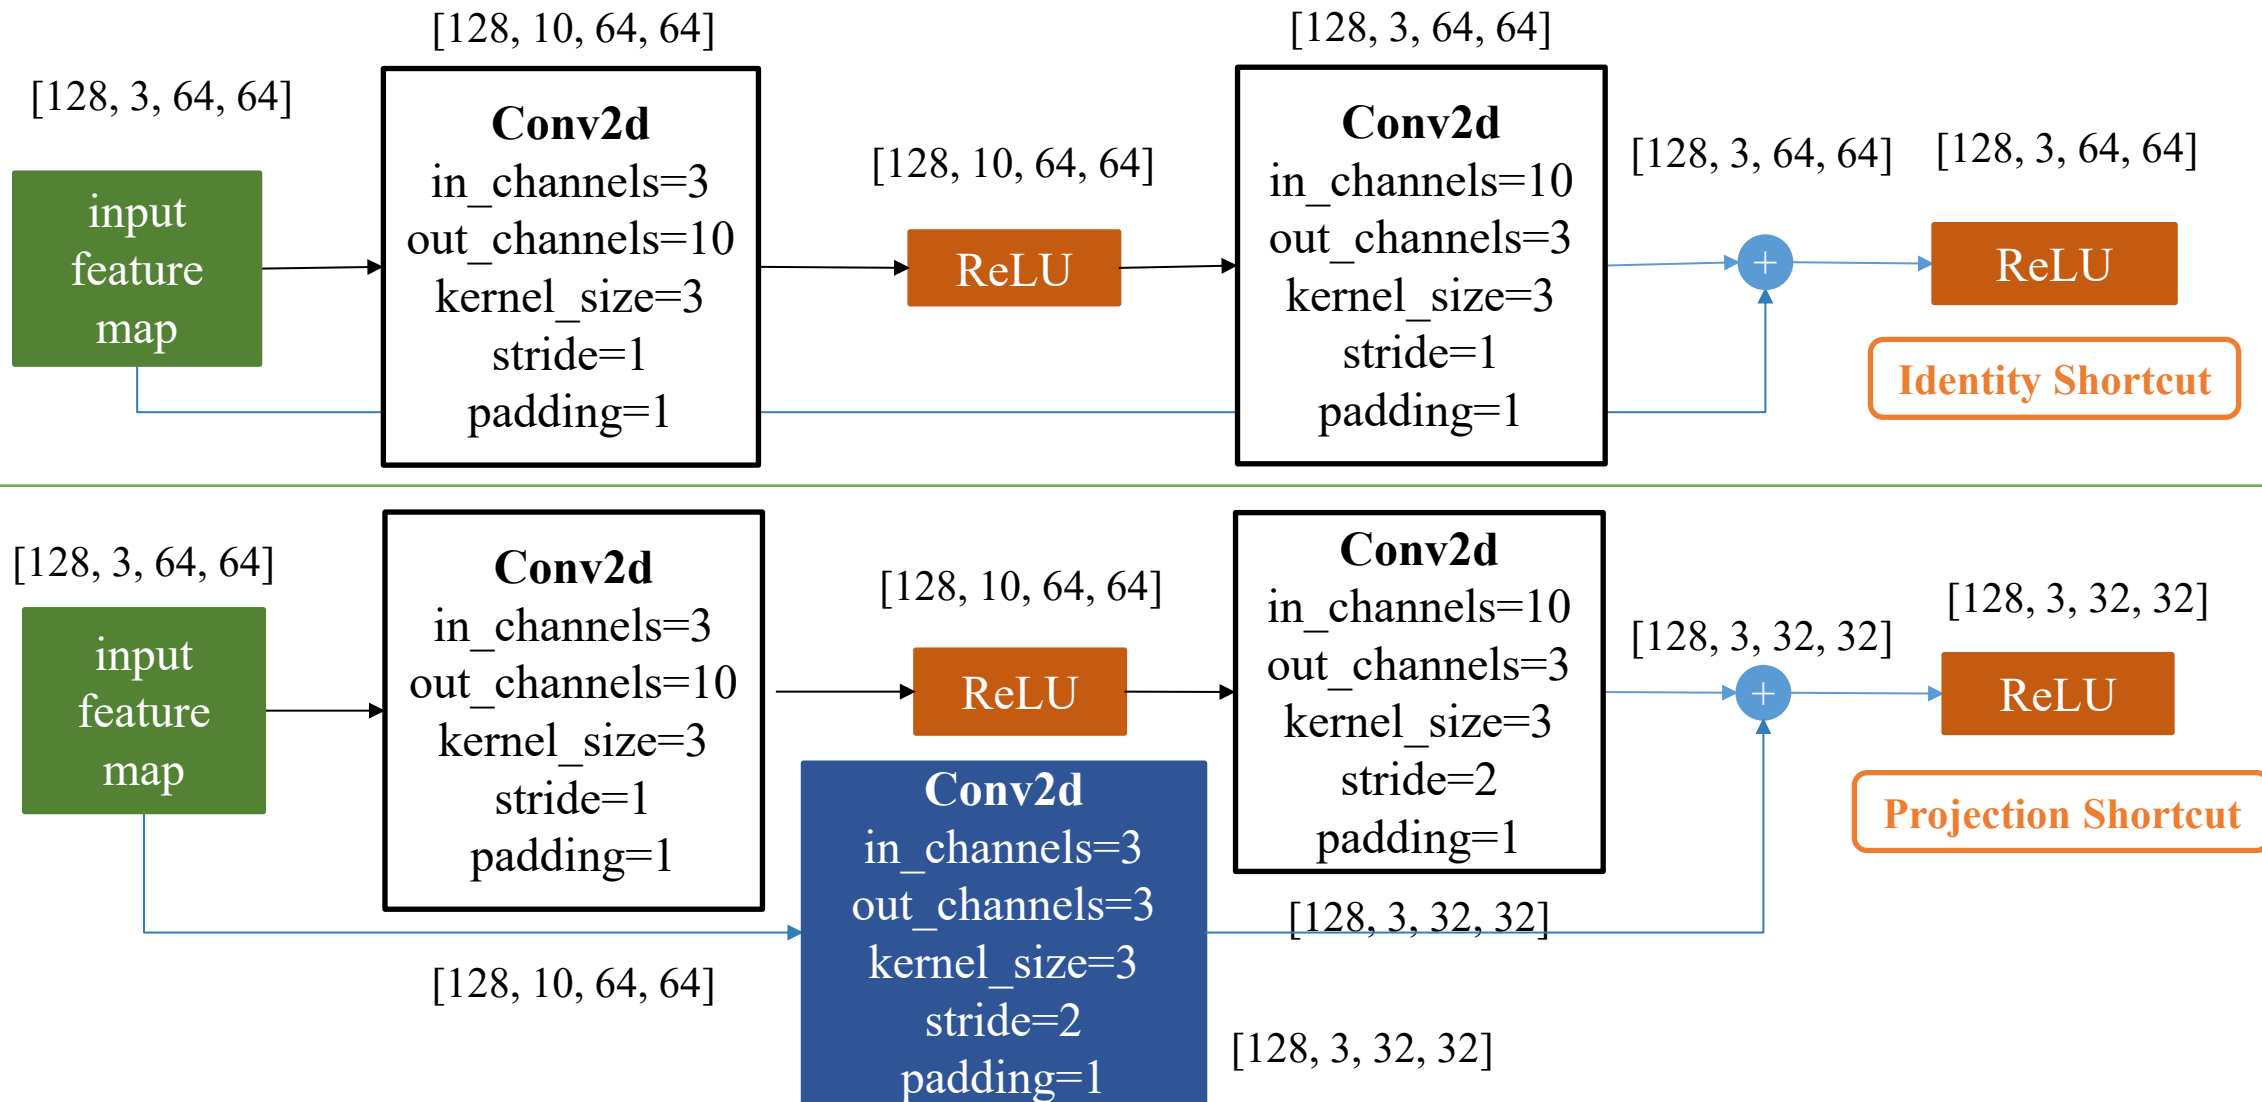 [128, 10, 64, 64]
[128, 3, 64, 64]
[128, 3, 64, 64]
input
feature
map
Conv2d
in_channels=3
out_channels=10
kernel_size=3
stride=1
padding=1
[128, 10, 64, 64]
ReLU
Conv2d
in_channels=10
out_channels=3
kernel_size=3
stride=1
padding=1
[128, 3, 64, 64]
+
[128, 3, 64, 64]
ReLU
Identity Shortcut
[128, 3, 64, 64]
input
feature
map
Conv2d
in_channels=3
out_channels=10
kernel_size=3
stride=1
padding=1
[128, 10, 64, 64]
[128, 10, 64, 64]
ReLU
Conv2d
in_channels=3
out_channels=3
kernel_size=3
stride=2
padding=1
Conv2d
in_channels=10
out_channels=3
kernel_size=3
stride=2
padding=1
[128, 3, 32, 32]
[128, 3, 32, 32]
[128, 3, 32, 32]
+
[128, 3, 32, 32]
ReLU
Projection Shortcut